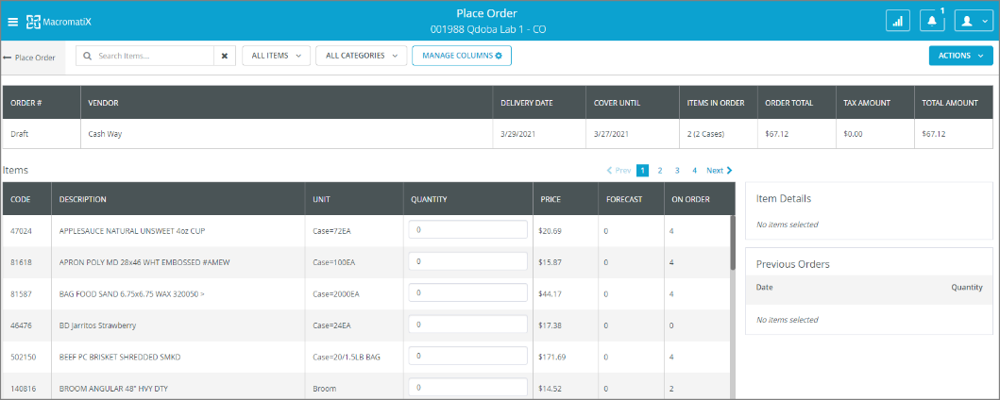 MacromatiX
Place Order
001988 Qdoba Lab 1 - CO
1
Place Order
Search Items...
ALL ITEMS
ALL CATEGORIES
MANAGE COLUMNS
ACTIONS
ORDER # VENDOR DELIVERY DATE COVER UNTIL ITEMS IN ORDER ORDER TOTAL TAX AMOUNT TOTAL AMOUNT
Draft Cash Way 3/29/2021 3/27/2021 2 (2 Cases) $67.12 $0.00 $67.12
Items
Prev 1 2 3 4 Next
CODE DESCRIPTION UNIT QUANTITY PRICE FORECAST ON ORDER
47024 APPLESAUCE NATURAL UNSWEET 4oz CUP Case=72EA 0 $20.69 0 4
81618 APRON POLY MD 28x46 WHT EMBOSSED #AMEW Case=100EA 0 $15.87 0 4
81587 BAG FOOD SAND 6.75x6.75 WAX 320050 > Case=2000EA 0 $44.17 0 4
46476 BD Jarritos Strawberry Case=24EA 0 $17.38 0 0
502150 BEEF PC BRISKET SHREDDED SMKD Case=20/1.5LB BAG 0 $171.69 0 4
140816 BROOM ANGULAR 48" HVY DTY Broom 0 $14.52 0 2
Item Details
No items selected
Previous Orders
Date Quantity
No items selected